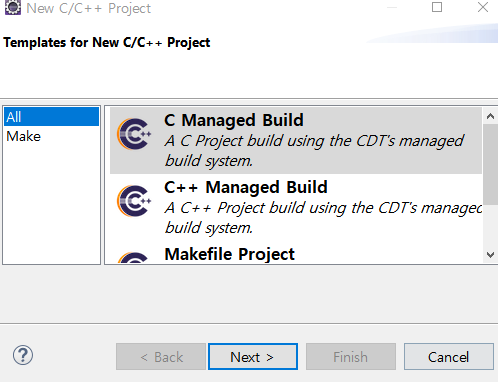 New C/C++ Project
Templates for New C/C++ Project
All
Make
C Managed Build
A C Project build using the CDT's managed
build system.
C++ Managed Build
A C++ Project build using the CDT's managed
build system.
Makefile Project
?
< Back
Next >
Finish
Cancel